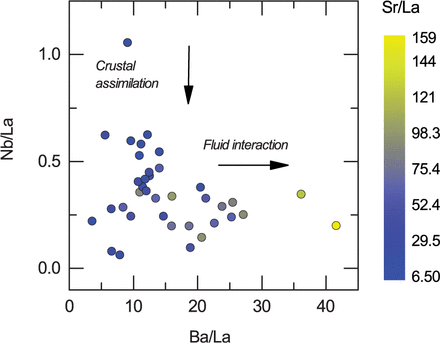 Sr/La
159
144
121
98.3
75.4
52.4
29.5
6.50
Nb/La
1.0
0.5
0.0
Crustal
assimilation
Fluid interaction
0 10 20 30 40
Ba/La